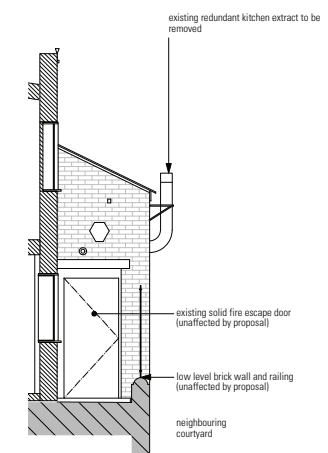 existing redundant kitchen extract to be
removed
existing solid fire escape door
(unaffected by proposal)
low level brick wall and railing
(unaffected by proposal)
neighbouring
courtyard